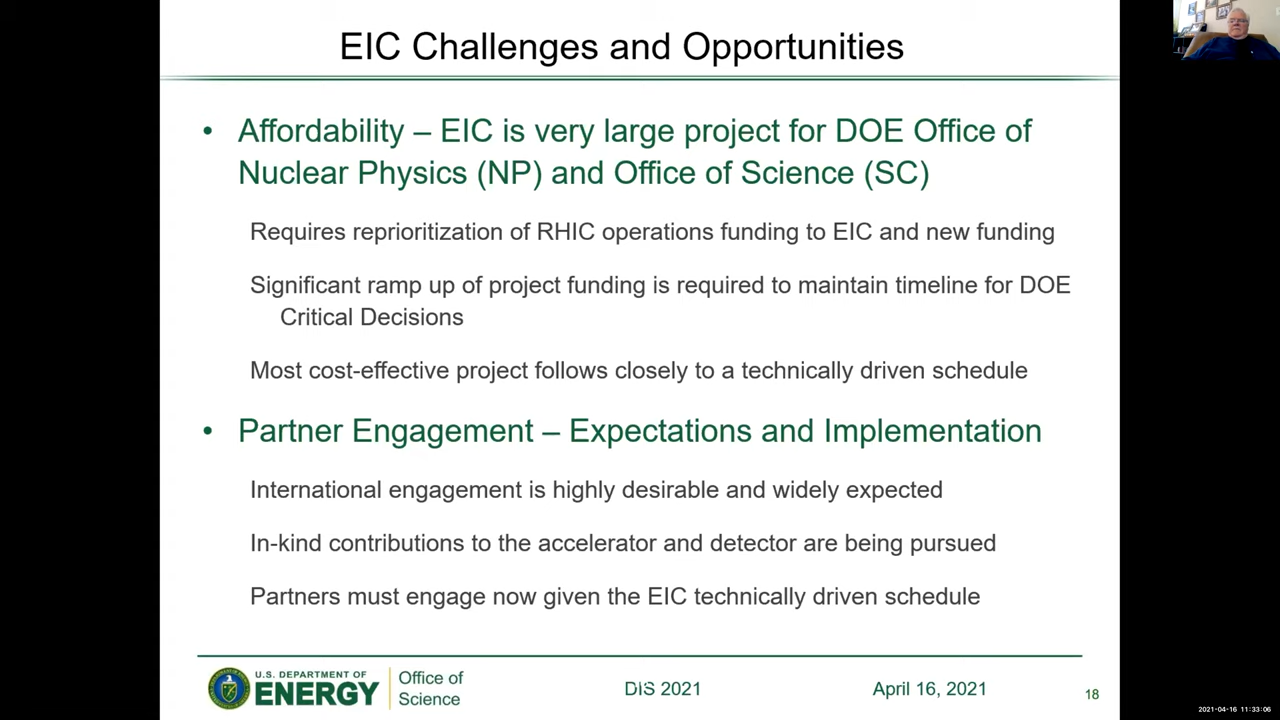 EIC Challenges and Opportunities
• Affordability – EIC is very large project for DOE Office of
Nuclear Physics (NP) and Office of Science (SC)
Requires reprioritization of RHIC operations funding to EIC and new funding
Significant ramp up of project funding is required to maintain timeline for DOE
Critical Decisions
Most cost-effective project follows closely to a technically driven schedule
• Partner Engagement – Expectations and Implementation
International engagement is highly desirable and widely expected
In-kind contributions to the accelerator and detector are being pursued
Partners must engage now given the EIC technically driven schedule
U.S. DEPARTMENT OF
ENERGY
Office of
Science
DIS 2021
April 16, 2021
18
2021-04-16 11:33:06